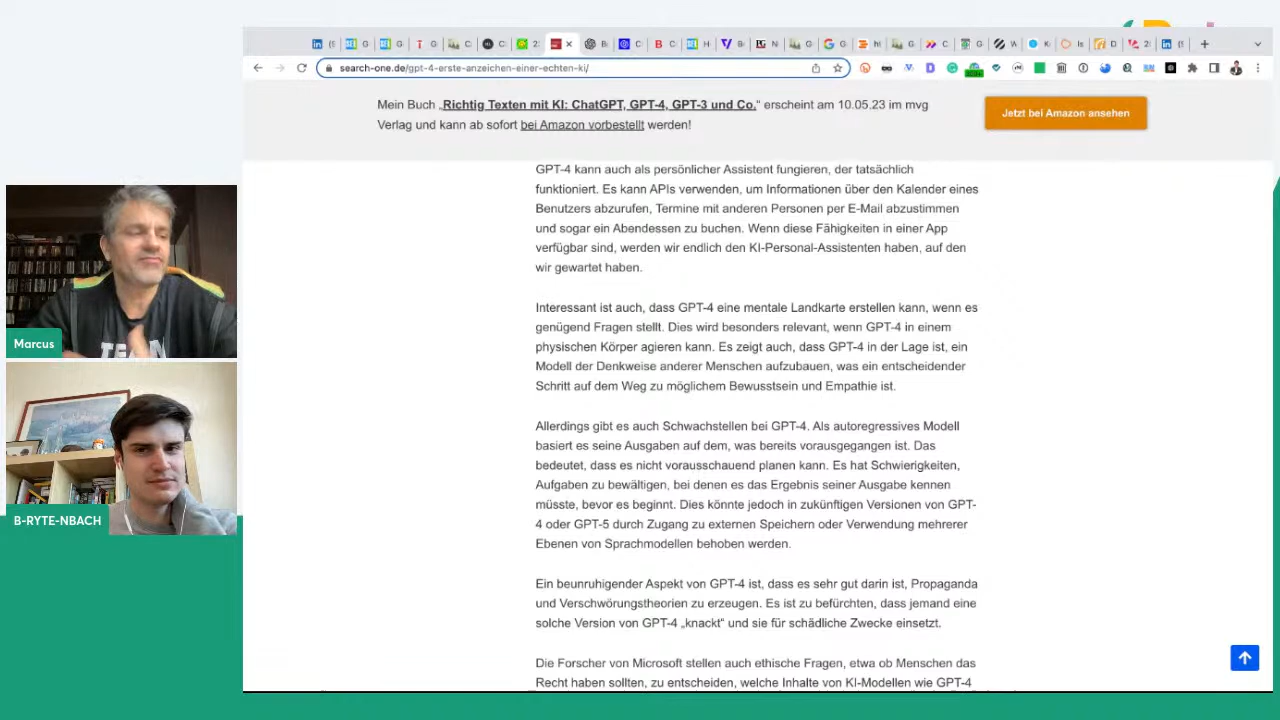 search-one.de/gpt-4-erste-anzeichen-einer-echten-ki/
Mein Buch „Richtig Texten mit KI: ChatGPT, GPT-4, GPT-3 und Co.“ erscheint am 10.05.23 im mvg
Verlag und kann ab sofort bei Amazon vorbestellt werden!
Jetzt bei Amazon ansehen
GPT-4 kann auch als persönlicher Assistent fungieren, der tatsächlich
funktioniert. Es kann APIs verwenden, um Informationen über den Kalender eines
Benutzers abzurufen, Termine mit anderen Personen per E-Mail abzustimmen
und sogar ein Abendessen zu buchen. Wenn diese Fähigkeiten in einer App
verfügbar sind, werden wir endlich den KI-Personal-Assistenten haben, auf den
wir gewartet haben.
Interessant ist auch, dass GPT-4 eine mentale Landkarte erstellen kann, wenn es
genügend Fragen stellt. Dies wird besonders relevant, wenn GPT-4 in einem
physischen Körper agieren kann. Es zeigt auch, dass GPT-4 in der Lage ist, ein
Modell der Denkweise anderer Menschen aufzubauen, was ein entscheidender
Schritt auf dem Weg zu möglichem Bewusstsein und Empathie ist.
Allerdings gibt es auch Schwachstellen bei GPT-4. Als autoregressives Modell
basiert es seine Ausgaben auf dem, was bereits vorausgegangen ist. Das
bedeutet, dass es nicht vorausschauend planen kann. Es hat Schwierigkeiten,
Aufgaben zu bewältigen, bei denen es das Ergebnis seiner Ausgabe kennen
müsste, bevor es beginnt. Dies könnte jedoch in zukünftigen Versionen von GPT-
4 oder GPT-5 durch Zugang zu externen Speichern oder Verwendung mehrerer
Ebenen von Sprachmodellen behoben werden.
Ein beunruhigender Aspekt von GPT-4 ist, dass es sehr gut darin ist, Propaganda
und Verschwörungstheorien zu erzeugen. Es ist zu befürchten, dass jemand eine
solche Version von GPT-4 „knackt“ und sie für schädliche Zwecke einsetzt.
Die Forscher von Microsoft stellen auch ethische Fragen, etwa ob Menschen das
Recht haben sollten, zu entscheiden, welche Inhalte von KI-Modellen wie GPT-4
Marcus
B-RYTE-NBACH